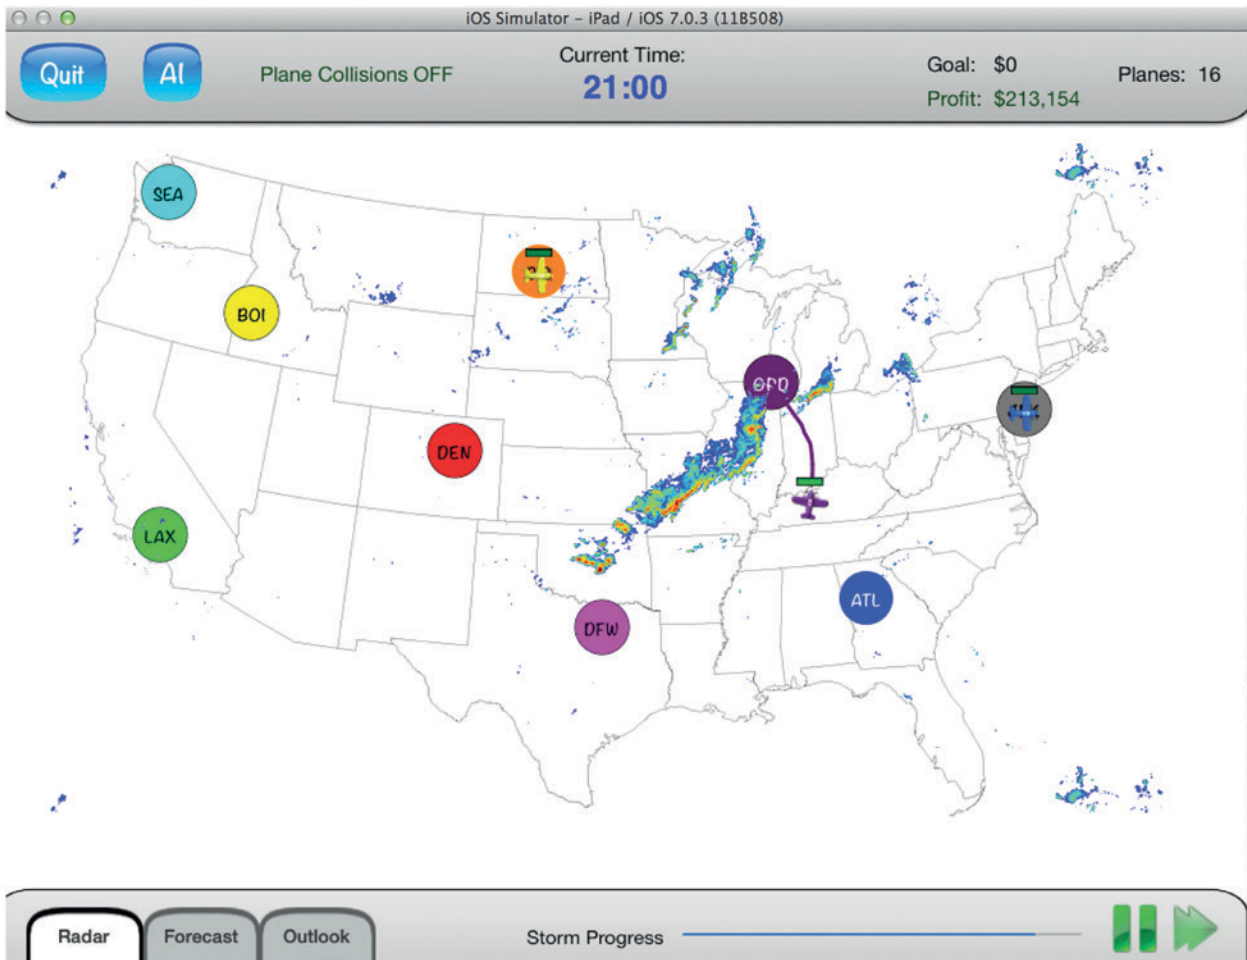 iOS Simulator – iPad / iOS 7.0.3 (11B508)
Quit
AI
Plane Collisions OFF
Current Time:
21:00
Goal: $0
Profit: $213,154
Planes: 16
SEA
BOI
DEN
LAX
DFW
ATL
Radar
Forecast
Outlook
Storm Progress